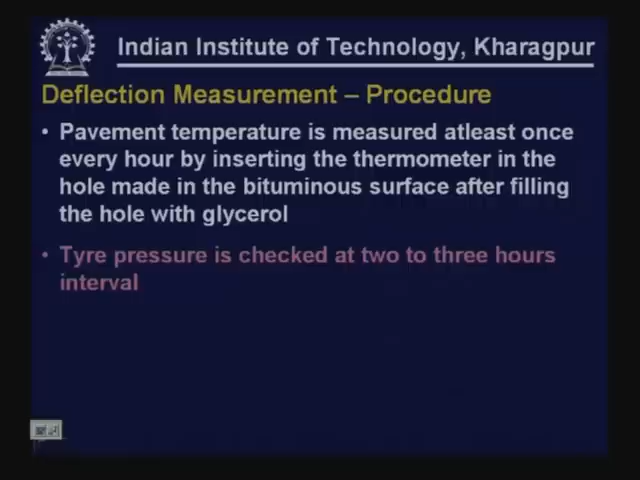 Indian Institute of Technology, Kharagpur
Deflection Measurement – Procedure
• Pavement temperature is measured atleast once
every hour by inserting the thermometer in the
hole made in the bituminous surface after filling
the hole with glycerol
• Tyre pressure is checked at two to three hours
interval